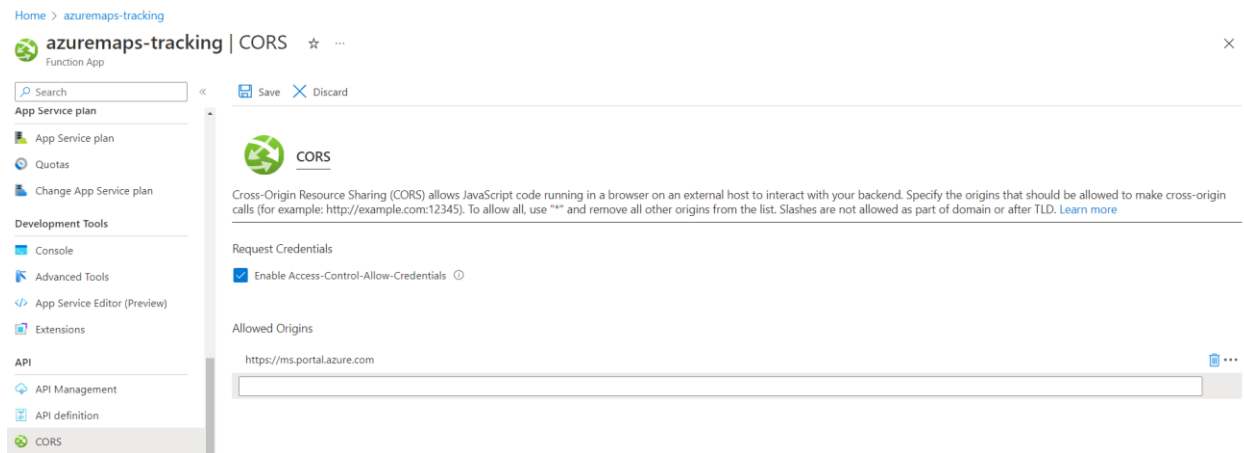 Home > azuremaps-tracking
azuremaps-tracking | CORS
Function App
Search
Save
Discard
App Service plan
App Service plan
Quotas
Change App Service plan
Development Tools
Console
Advanced Tools
App Service Editor (Preview)
Extensions
API
API Management
API definition
CORS
CORS
Cross-Origin Resource Sharing (CORS) allows JavaScript code running in a browser on an external host to interact with your backend. Specify the origins that should be allowed to make cross-origin
calls (for example: http://example.com:12345). To allow all, use "*" and remove all other origins from the list. Slashes are not allowed as part of domain or after TLD. Learn more
Request Credentials
Enable Access-Control-Allow-Credentials
Allowed Origins
https://ms.portal.azure.com